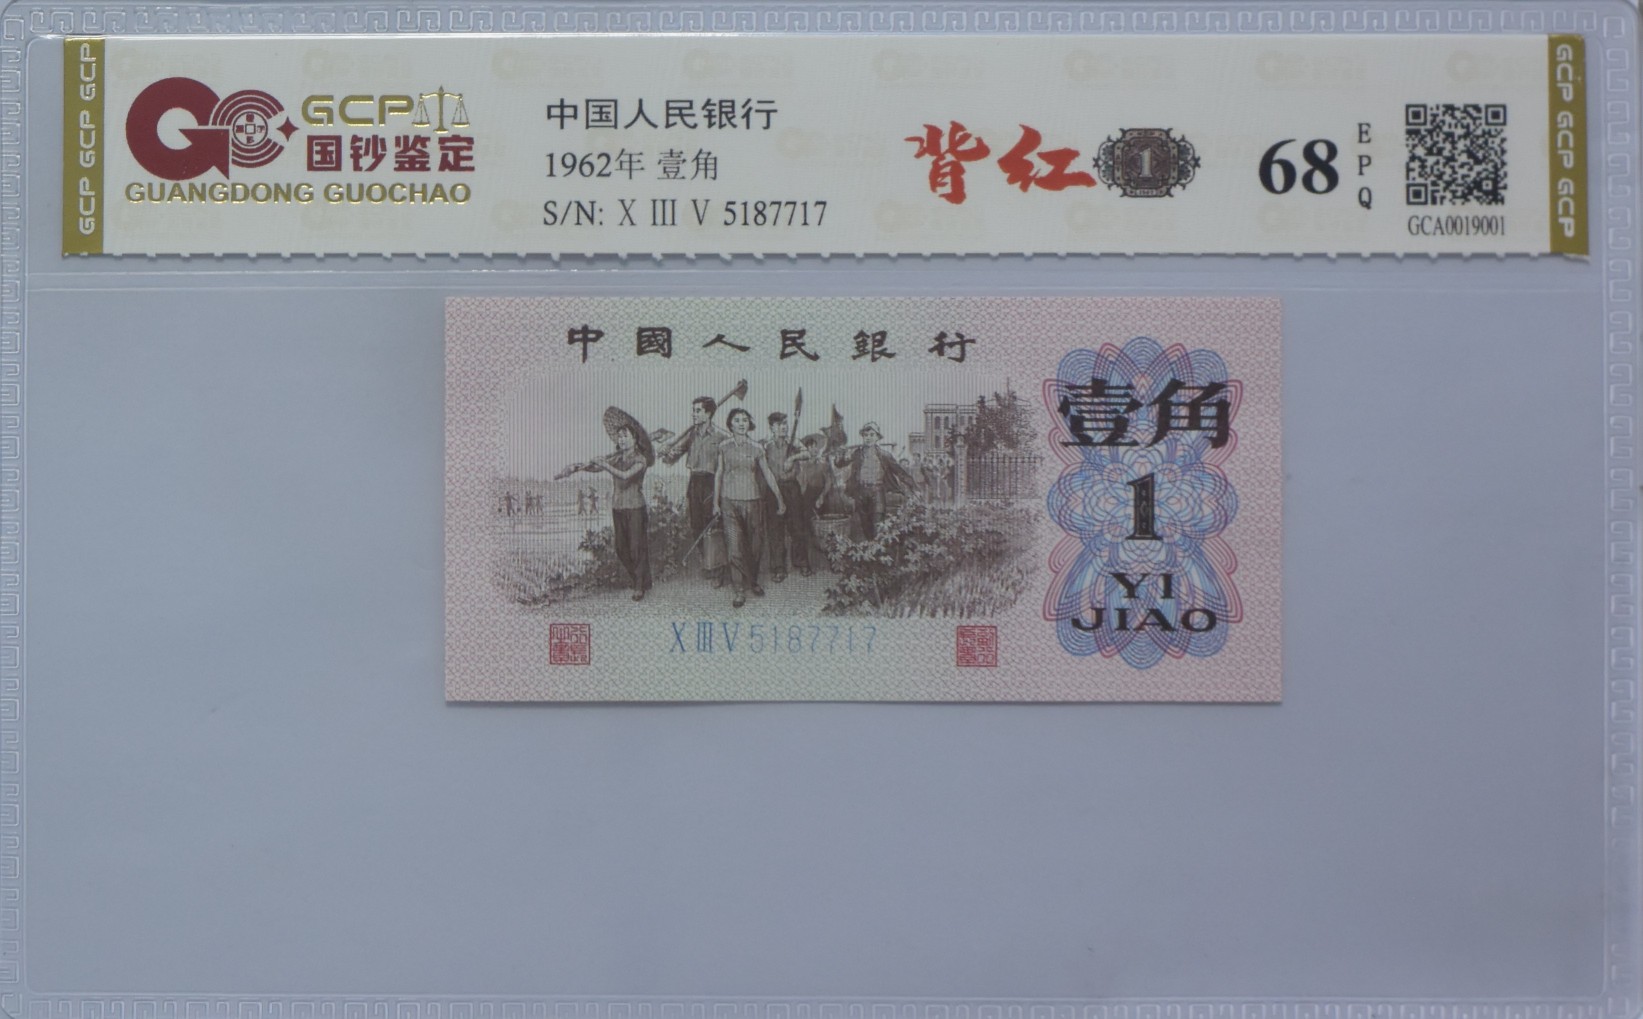 GCP GCP GCP
GCP
国钞鉴定
GUANGDONG GUOCHAO
中国人民银行
1962年 壹角
S/N: X III V 5187717
背红
1
68
EPQ
GCA0019001
GCP GCP GCP
中國人民銀行
壹角
1
YI
JIAO
X III V 5187717